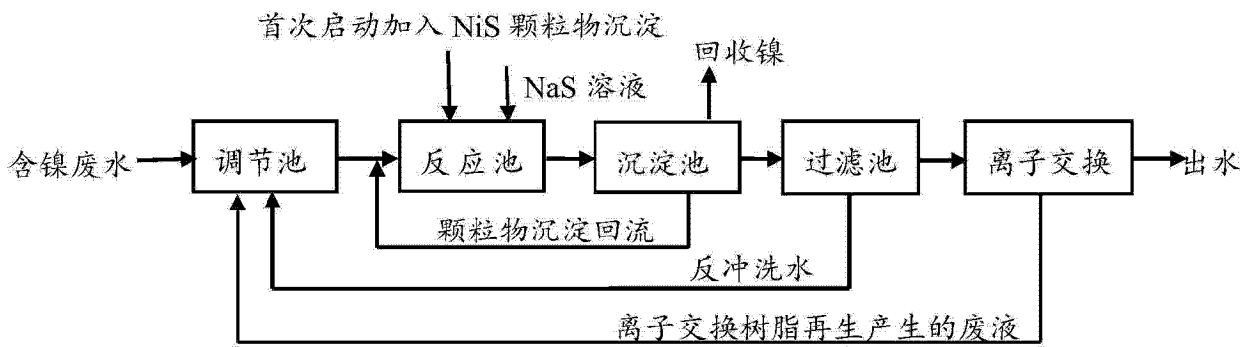 首次启动加入 NiS 颗粒物沉淀
回收镍
NaS 溶液
含镍废水
调节池
反应池
沉淀池
过滤池
离子交换
出水
颗粒物沉淀回流
反冲洗水
离子交换树脂再生产生的废液